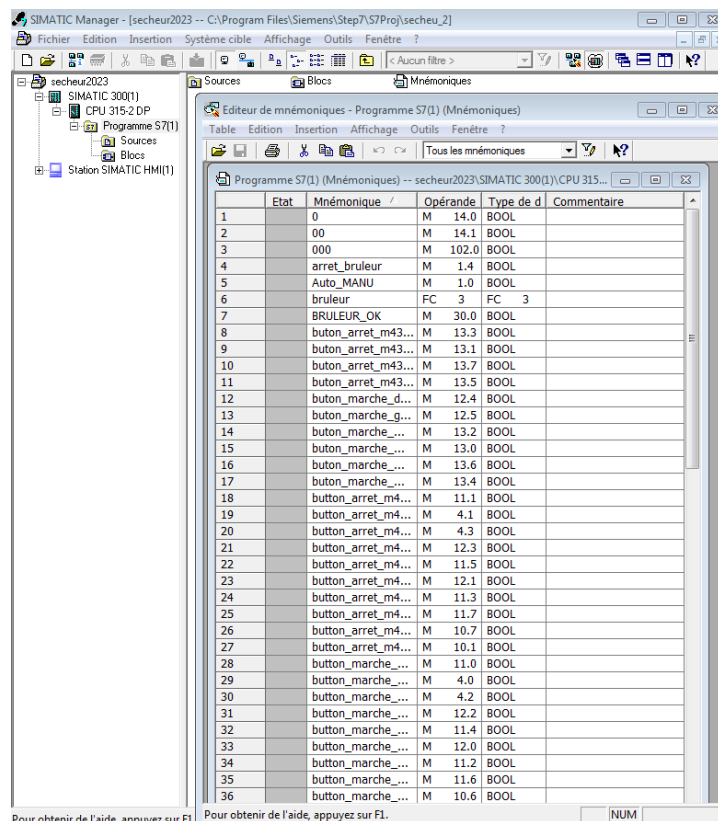 SIMATIC Manager - [secheur2023 -- C:\Program Files\Siemens\Step7\S7Proj\secheu_2]
Fichier Edition Insertion Système cible Affichage Outils Fenêtre ?
< Aucun filtre >
secheur2023
SIMATIC 300(1)
CPU 315-2 DP
Programme S7(1)
Sources
Blocs
Station SIMATIC HMI(1)
Sources Blocs Mnémoniques
Editeur de mnémoniques - Programme S7(1) (Mnémoniques)
Table Edition Insertion Affichage Outils Fenêtre ?
Tous les mnémoniques
Programme S7(1) (Mnémoniques) -- secheur2023\SIMATIC 300(1)\CPU 315...
Etat Mnémonique Opérande Type de d Commentaire
1 0 M 14.0 BOOL
2 00 M 14.1 BOOL
3 000 M 102.0 BOOL
4 arret_bruleur M 1.4 BOOL
5 Auto_MANU M 1.0 BOOL
6 bruleur FC 3 FC 3
7 BRULEUR_OK M 30.0 BOOL
8 buton_arret_m43... M 13.3 BOOL
9 buton_arret_m43... M 13.1 BOOL
10 buton_arret_m43... M 13.7 BOOL
11 buton_arret_m43... M 13.5 BOOL
12 buton_marche_d... M 12.4 BOOL
13 buton_marche_g... M 12.5 BOOL
14 buton_marche_... M 13.2 BOOL
15 buton_marche_... M 13.0 BOOL
16 buton_marche_... M 13.6 BOOL
17 buton_marche_... M 13.4 BOOL
18 button_arret_m4... M 11.1 BOOL
19 button_arret_m4... M 4.1 BOOL
20 button_arret_m4... M 4.3 BOOL
21 button_arret_m4... M 12.3 BOOL
22 button_arret_m4... M 11.5 BOOL
23 button_arret_m4... M 12.1 BOOL
24 button_arret_m4... M 11.3 BOOL
25 button_arret_m4... M 11.7 BOOL
26 button_arret_m4... M 10.7 BOOL
27 button_arret_m4... M 10.1 BOOL
28 button_marche_... M 11.0 BOOL
29 button_marche_... M 4.0 BOOL
30 button_marche_... M 4.2 BOOL
31 button_marche_... M 12.2 BOOL
32 button_marche_... M 11.4 BOOL
33 button_marche_... M 12.0 BOOL
34 button_marche_... M 11.2 BOOL
35 button_marche_... M 11.6 BOOL
36 button_marche_... M 10.6 BOOL
Pour obtenir de l'aide, appuyez sur F1. NUM
Pour obtenir de l'aide, appuyez sur F1